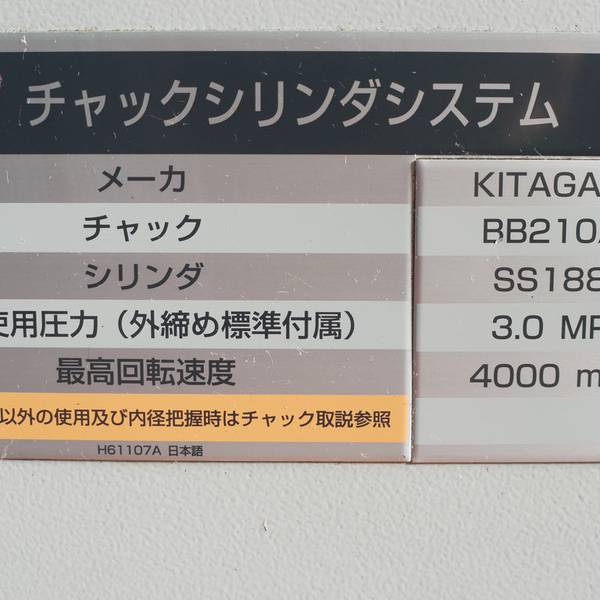 チャックシリンダシステム
メーカ KITAGA
チャック BB210
シリンダ SS188
使用圧力（外締め標準付属） 3.0 MP
最高回転速度 4000 m
以外の使用及び内径把握時はチャック取説参照
H61107A 日本語